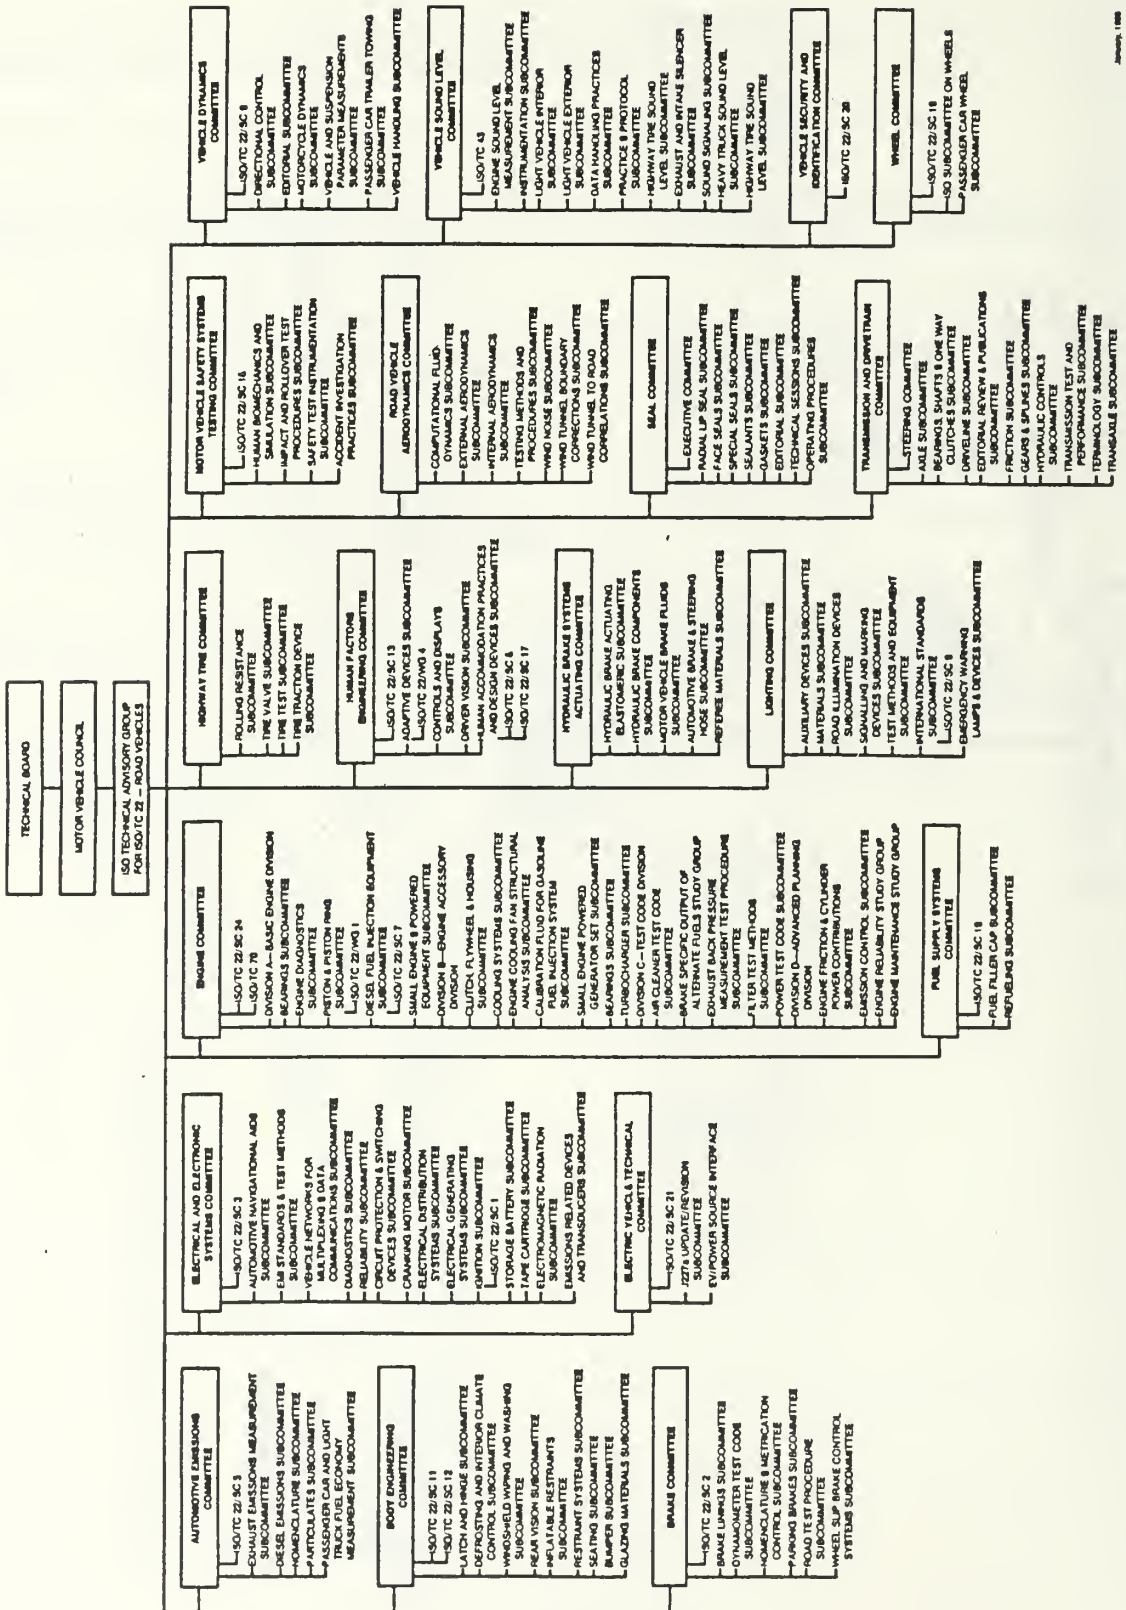 TECHNICAL BOARD
MOTOR VEHICLE COUNCIL
ISO TECHNICAL ADVISORY GROUP
FOR ISO/TC 22 – ROAD VEHICLES
AUTOMOTIVE EMISSIONS
COMMITTEE
ISO/TC 22/SC 5
EXHAUST EMISSIONS MEASUREMENT
SUBCOMMITTEE
DIESEL EMISSIONS SUBCOMMITTEE
NOMENCLATURE SUBCOMMITTEE
PARTICULATES SUBCOMMITTEE
PASSENGER CAR AND LIGHT
TRUCK FUEL ECONOMY
MEASUREMENT SUBCOMMITTEE
BODY ENGINEERING
COMMITTEE
ISO/TC 22/SC 11
ISO/TC 22/SC 12
LATCH AND HINGE SUBCOMMITTEE
DEFROSTING AND INTERIOR CLIMATE
CONTROL SUBCOMMITTEE
WINDSHIELD WIPING AND WASHING
SUBCOMMITTEE
REAR VISION SUBCOMMITTEE
INFLATABLE RESTRAINTS
SUBCOMMITTEE
RESTRAINT SYSTEMS SUBCOMMITTEE
SEATING SUBCOMMITTEE
BUMPER SUBCOMMITTEE
GLAZING MATERIALS SUBCOMMITTEE
BRAKE COMMITTEE
ISO/TC 22/SC 2
BRAKE LININGS SUBCOMMITTEE
DYNAMOMETER TEST CODE
SUBCOMMITTEE
NOMENCLATURE & METRICATION
CONTROL SUBCOMMITTEE
PARKING BRAKES SUBCOMMITTEE
ROAD TEST PROCEDURE
SUBCOMMITTEE
WHEEL SLIP BRAKE CONTROL
SYSTEMS SUBCOMMITTEE
ELECTRICAL AND ELECTRONIC
SYSTEMS COMMITTEE
ISO/TC 22/SC 3
AUTOMOTIVE NAVIGATIONAL AIDS
SUBCOMMITTEE
EMI STANDARDS & TEST METHODS
SUBCOMMITTEE
VEHICLE NETWORKS FOR
MULTIPLEXING & DATA
COMMUNICATIONS SUBCOMMITTEE
DIAGNOSTICS SUBCOMMITTEE
RELIABILITY SUBCOMMITTEE
CIRCUIT PROTECTION & SWITCHING
DEVICES SUBCOMMITTEE
CRANKING MOTOR SUBCOMMITTEE
ELECTRICAL DISTRIBUTION
SYSTEMS SUBCOMMITTEE
ELECTRICAL GENERATING
SYSTEMS SUBCOMMITTEE
IGNITION SUBCOMMITTEE
ISO/TC 22/SC 1
STORAGE BATTERY SUBCOMMITTEE
TAPE CARTRIDGE SUBCOMMITTEE
ELECTROMAGNETIC RADIATION
SUBCOMMITTEE
EMISSIONS RELATED DEVICES
AND TRANSDUCERS SUBCOMMITTEE
ELECTRIC VEHICLE TECHNICAL
COMMITTEE
ISO/TC 22/SC 21
J227a UPDATE/REVISION
SUBCOMMITTEE
EV/POWER SOURCE INTERFACE
SUBCOMMITTEE
ENGINE COMMITTEE
ISO/TC 22/SC 24
ISO/TC 70
DIVISION A—BASIC ENGINE DIVISION
BEARINGS SUBCOMMITTEE
ENGINE DIAGNOSTICS
SUBCOMMITTEE
PISTON & PISTON RING
SUBCOMMITTEE
ISO/TC 22/WG 1
DIESEL FUEL INJECTION EQUIPMENT
SUBCOMMITTEE
ISO/TC 22/SC 7
SMALL ENGINE & POWERED
EQUIPMENT SUBCOMMITTEE
DIVISION B—ENGINE ACCESSORY
DIVISION
CLUTCH, FLYWHEEL & HOUSING
SUBCOMMITTEE
COOLING SYSTEMS SUBCOMMITTEE
ENGINE COOLING FAN STRUCTURAL
ANALYSIS SUBCOMMITTEE
CALIBRATION FLUID FOR GASOLINE
FUEL INJECTION SYSTEM
SUBCOMMITTEE
SMALL ENGINE POWERED
GENERATOR SET SUBCOMMITTEE
BEARINGS SUBCOMMITTEE
TURBOCHARGER SUBCOMMITTEE
DIVISION C—TEST CODE DIVISION
AIR CLEANER TEST CODE
SUBCOMMITTEE
BRAKE SPECIFIC OUTPUT OF
ALTERNATE FUELS STUDY GROUP
EXHAUST BACK PRESSURE
MEASUREMENT TEST PROCEDURE
SUBCOMMITTEE
FILTER TEST METHODS
SUBCOMMITTEE
POWER TEST CODE SUBCOMMITTEE
DIVISION D—ADVANCED PLANNING
DIVISION
ENGINE FRICTION & CYLINDER
POWER CONTRIBUTIONS
SUBCOMMITTEE
EMISSION CONTROL SUBCOMMITTEE
ENGINE RELIABILITY STUDY GROUP
ENGINE MAINTENANCE STUDY GROUP
FUEL SUPPLY SYSTEMS
COMMITTEE
ISO/TC 22/SC 19
FUEL FILLER CAP SUBCOMMITTEE
REFUELING SUBCOMMITTEE
HIGHWAY TIRE COMMITTEE
ROLLING RESISTANCE
SUBCOMMITTEE
TIRE VALVE SUBCOMMITTEE
TIRE TEST SUBCOMMITTEE
TIRE TRACTION DEVICE
SUBCOMMITTEE
HUMAN FACTORS
ENGINEERING COMMITTEE
ISO/TC 22/SC 13
ADAPTIVE DEVICES SUBCOMMITTEE
ISO/TC 22/WG 4
CONTROLS AND DISPLAYS
SUBCOMMITTEE
DRIVER VISION SUBCOMMITTEE
HUMAN ACCOMMODATION PRACTICES
AND DESIGN DEVICES SUBCOMMITTEE
ISO/TC 22/SC 6
ISO/TC 22/SC 17
HYDRAULIC BRAKE SYSTEMS
ACTUATING COMMITTEE
HYDRAULIC BRAKE ACTUATING
ELASTOMERIC SUBCOMMITTEE
HYDRAULIC BRAKE COMPONENTS
SUBCOMMITTEE
MOTOR VEHICLE BRAKE FLUIDS
SUBCOMMITTEE
AUTOMOTIVE BRAKE & STEERING
HOSE SUBCOMMITTEE
REFEREE MATERIALS SUBCOMMITTEE
LIGHTING COMMITTEE
AUXILIARY DEVICES SUBCOMMITTEE
MATERIALS SUBCOMMITTEE
ROAD ILLUMINATION DEVICES
SUBCOMMITTEE
SIGNALLING AND MARKING
DEVICES SUBCOMMITTEE
TEST METHODS AND EQUIPMENT
SUBCOMMITTEE
INTERNATIONAL STANDARDS
SUBCOMMITTEE
ISO/TC 22/SC 8
EMERGENCY WARNING
LAMPS & DEVICES SUBCOMMITTEE
MOTOR VEHICLE SAFETY SYSTEMS
TESTING COMMITTEE
ISO/TC 22/SC 16
HUMAN BIOMECHANICS AND
SIMULATION SUBCOMMITTEE
IMPACT AND ROLLOVER TEST
PROCEDURES SUBCOMMITTEE
SAFETY TEST INSTRUMENTATION
SUBCOMMITTEE
ACCIDENT INVESTIGATION
PRACTICES SUBCOMMITTEE
ROAD VEHICLE
AERODYNAMICS COMMITTEE
COMPUTATIONAL FLUID
DYNAMICS SUBCOMMITTEE
EXTERNAL AERODYNAMICS
SUBCOMMITTEE
INTERNAL AERODYNAMICS
SUBCOMMITTEE
TESTING METHODS AND
PROCEDURES SUBCOMMITTEE
WIND NOISE SUBCOMMITTEE
WIND TUNNEL BOUNDARY
CORRECTIONS SUBCOMMITTEE
WIND TUNNEL TO ROAD
CORRELATIONS SUBCOMMITTEE
SEAL COMMITTEE
EXECUTIVE COMMITTEE
RADIAL LIP SEAL SUBCOMMITTEE
FACE SEALS SUBCOMMITTEE
SPECIAL SEALS SUBCOMMITTEE
SEALANTS SUBCOMMITTEE
GASKETS SUBCOMMITTEE
EDITORIAL SUBCOMMITTEE
TECHNICAL SESSIONS SUBCOMMITTEE
OPERATING PROCEDURES
SUBCOMMITTEE
TRANSMISSION AND DRIVETRAIN
COMMITTEE
STEERING COMMITTEE
AXLE SUBCOMMITTEE
BEARINGS, SHAFTS & ONE WAY
CLUTCHES SUBCOMMITTEE
DRIVELINE SUBCOMMITTEE
EDITORIAL REVIEW & PUBLICATIONS
SUBCOMMITTEE
FRICTION SUBCOMMITTEE
GEARS & SPLINES SUBCOMMITTEE
HYDRAULIC CONTROLS
SUBCOMMITTEE
TRANSMISSION TEST AND
PERFORMANCE SUBCOMMITTEE
TERMINOLOGY SUBCOMMITTEE
TRANSAXLE SUBCOMMITTEE
VEHICLE DYNAMICS
COMMITTEE
ISO/TC 22/SC 9
DIRECTIONAL CONTROL
SUBCOMMITTEE
EDITORIAL SUBCOMMITTEE
MOTORCYCLE DYNAMICS
SUBCOMMITTEE
VEHICLE AND SUSPENSION
PARAMETER MEASUREMENTS
SUBCOMMITTEE
PASSENGER CAR TRAILER TOWING
SUBCOMMITTEE
VEHICLE HANDLING SUBCOMMITTEE
VEHICLE SOUND LEVEL
COMMITTEE
ISO/TC 43
ENGINE SOUND LEVEL
MEASUREMENT SUBCOMMITTEE
INSTRUMENTATION SUBCOMMITTEE
LIGHT VEHICLE INTERIOR
SUBCOMMITTEE
LIGHT VEHICLE EXTERIOR
SUBCOMMITTEE
DATA HANDLING PRACTICES
SUBCOMMITTEE
PRACTICE & PROTOCOL
SUBCOMMITTEE
HIGHWAY TIRE SOUND
LEVEL SUBCOMMITTEE
EXHAUST AND INTAKE SILENCER
SUBCOMMITTEE
SOUND SIGNALING SUBCOMMITTEE
HEAVY TRUCK SOUND LEVEL
SUBCOMMITTEE
HIGHWAY TIRE SOUND
LEVEL SUBCOMMITTEE
VEHICLE SECURITY AND
IDENTIFICATION COMMITTEE
ISO/TC 22/SC 20
WHEEL COMMITTEE
ISO/TC 22/SC 18
ISO SUBCOMMITTEE ON WHEELS
PASSENGER CAR WHEEL
SUBCOMMITTEE
January,